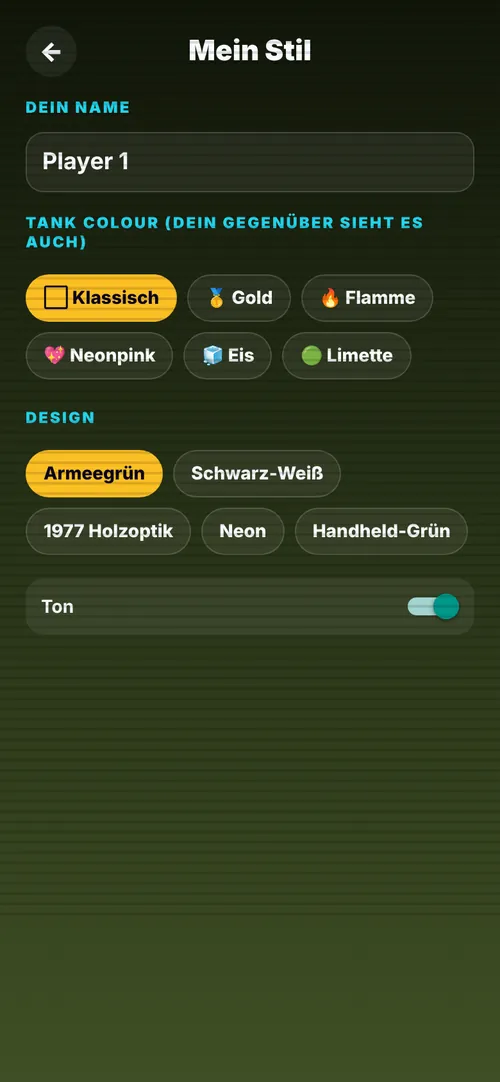 Mein Stil
DEIN NAME
Player 1
TANK COLOUR (DEIN GEGENÜBER SIEHT ES
AUCH)
Klassisch
🥇 Gold
🔥 Flamme
💖 Neonpink
🧊 Eis
🟢 Limette
DESIGN
Armeegrün
Schwarz-Weiß
1977 Holzoptik
Neon
Handheld-Grün
Ton